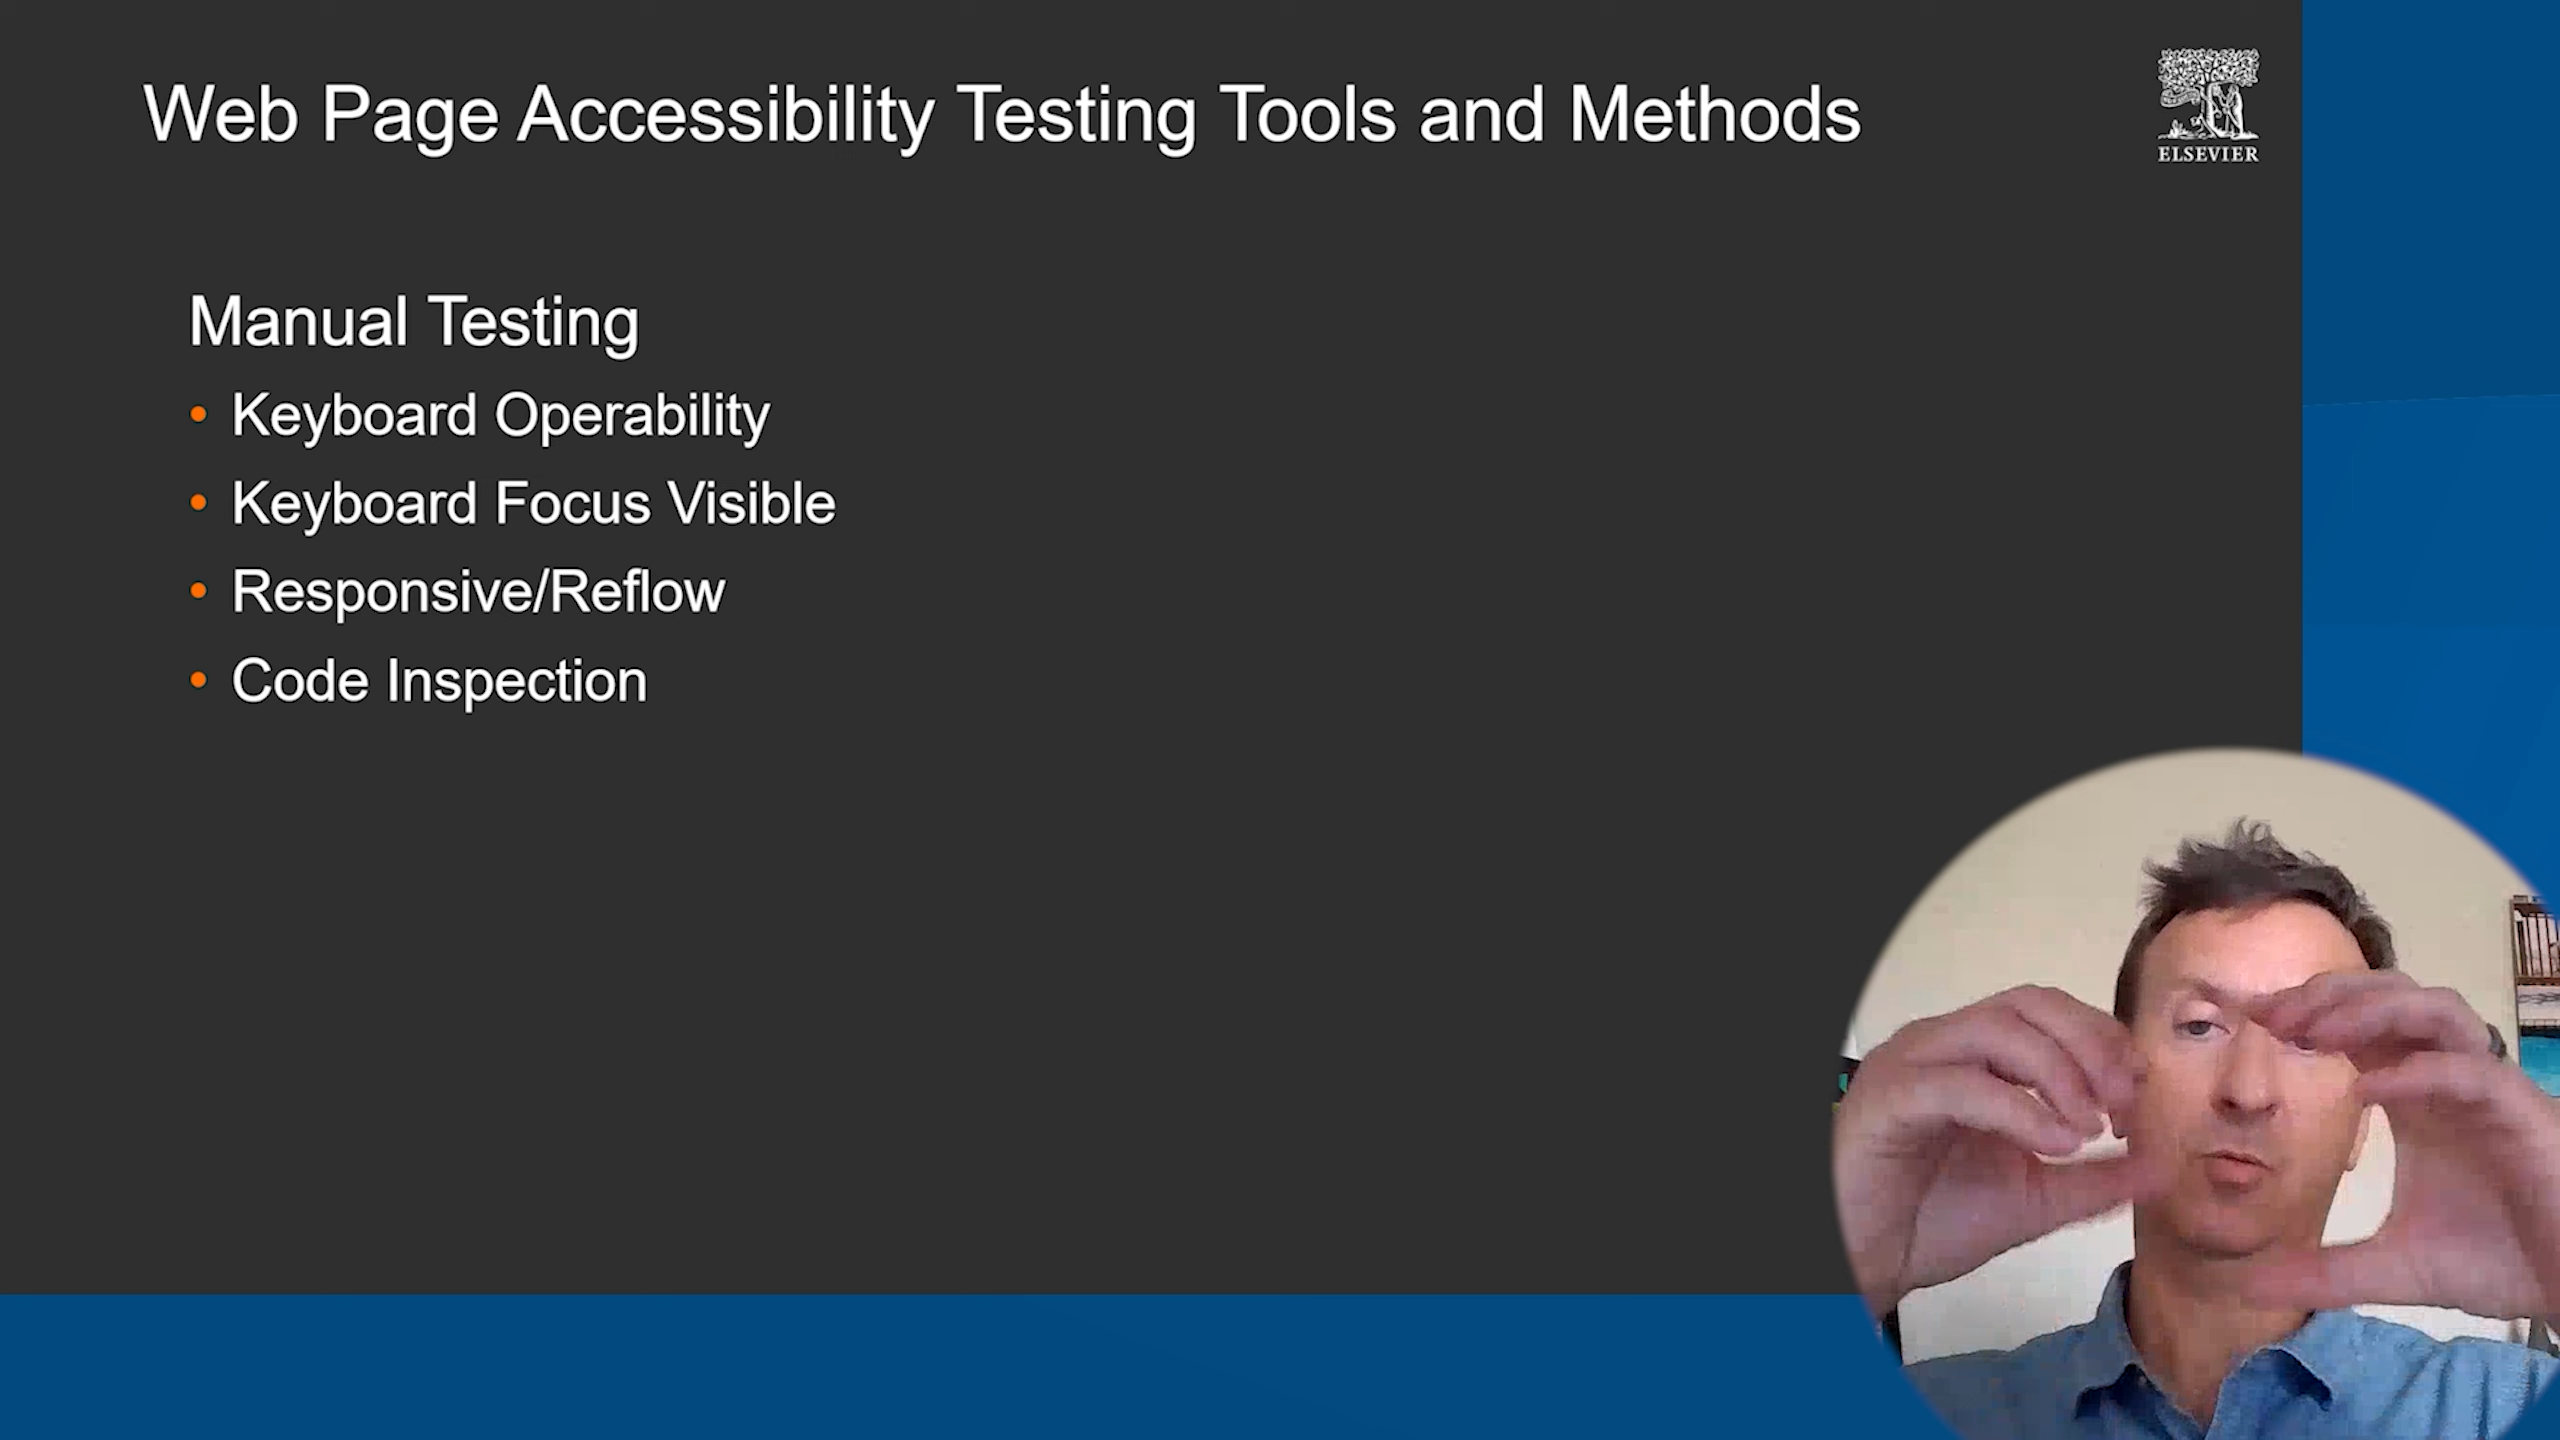 Web Page Accessibility Testing Tools and Methods
ELSEVIER
Manual Testing
• Keyboard Operability
• Keyboard Focus Visible
• Responsive/Reflow
• Code Inspection